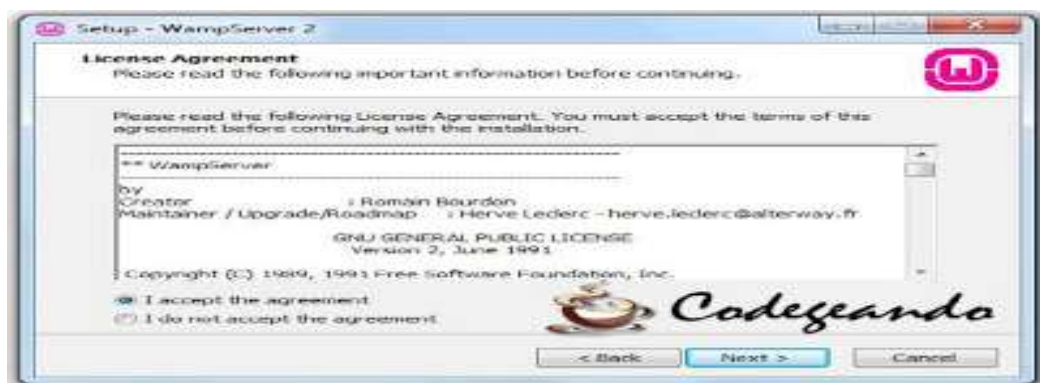 Setup - WampServer 2
License Agreement
Please read the following important information before continuing.
Please read the following License Agreement. You must accept the terms of this
agreement before continuing with the installation.
** WampServer
by
Creator : Romain Bourdon
Maintainer / Upgrade/Roadmap : Herve Leclerc - herve.leclerc@alterway.fr
GNU GENERAL PUBLIC LICENSE
Version 2, June 1991
Copyright (C) 1989, 1991 Free Software Foundation, Inc.
I accept the agreement
I do not accept the agreement
Codegeando
< Back
Next >
Cancel